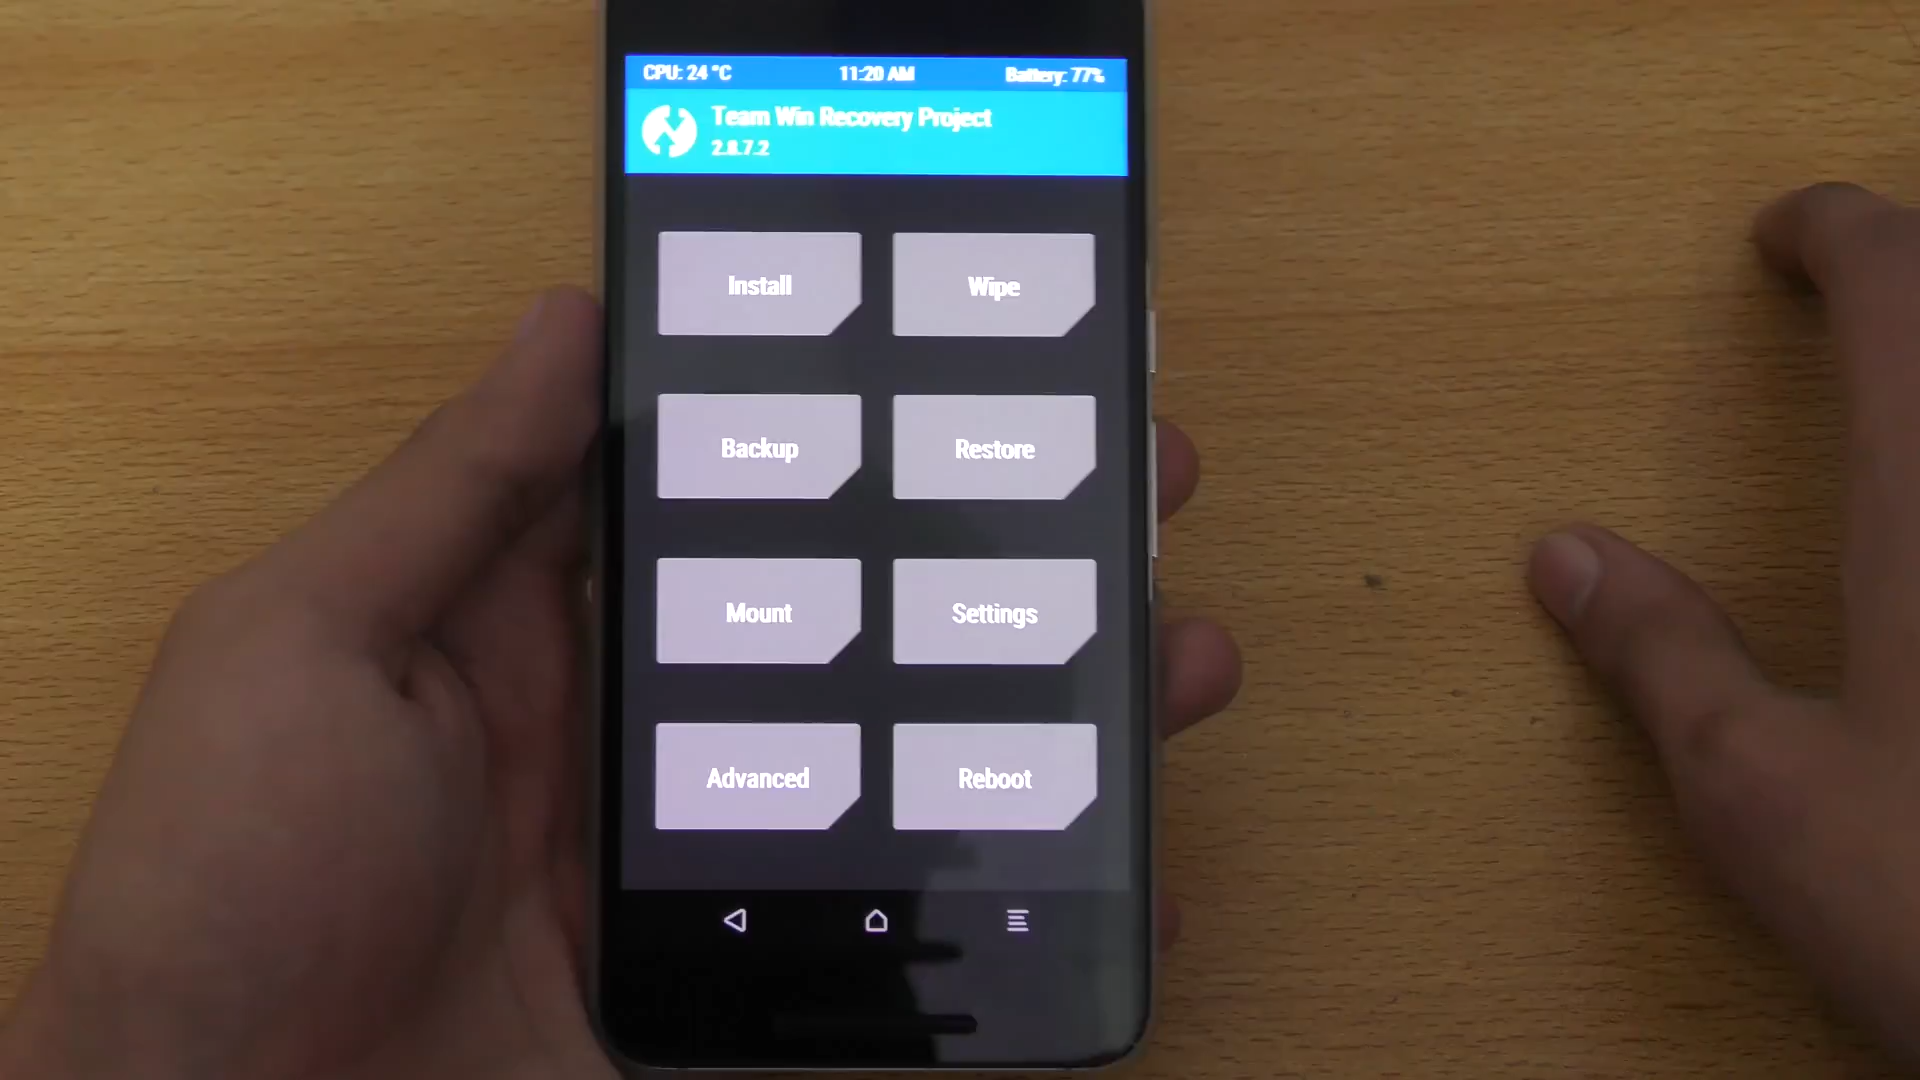 CPU: 24 °C 11:20 AM Battery: 77%
Team Win Recovery Project
2.8.7.2
Install Wipe
Backup Restore
Mount Settings
Advanced Reboot